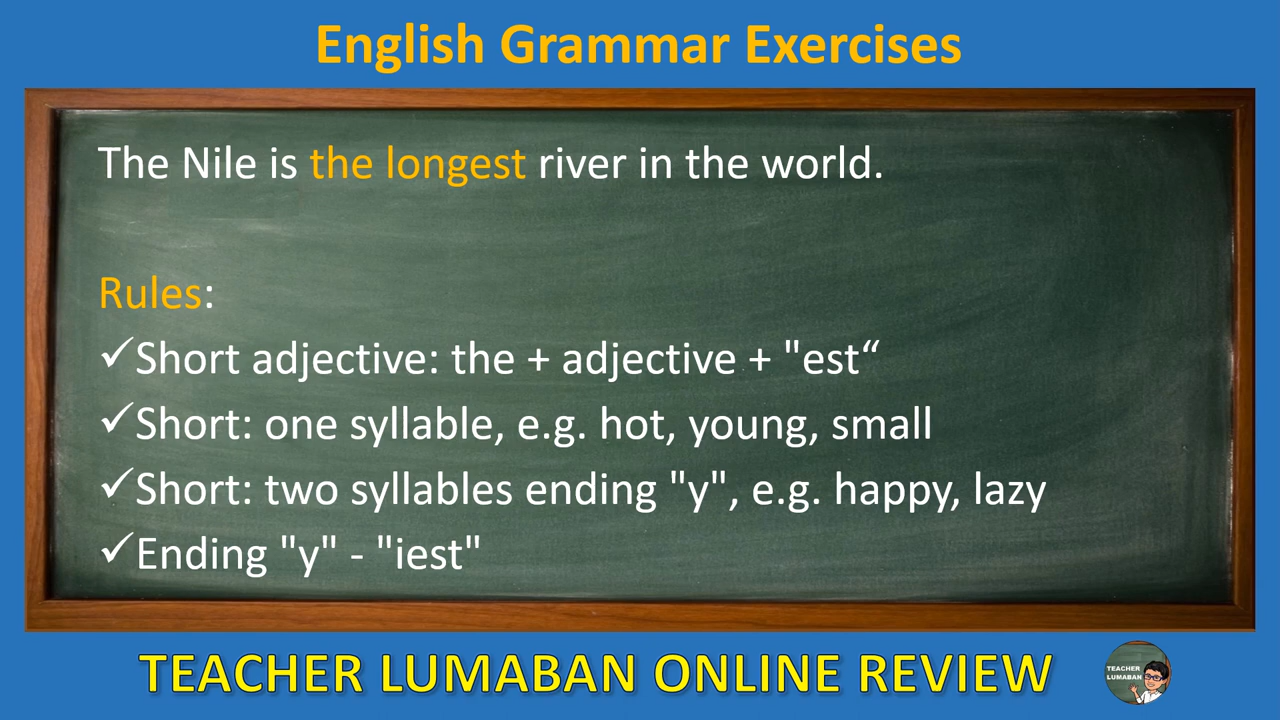 English Grammar Exercises
The Nile is the longest river in the world.
Rules:
✓Short adjective: the + adjective + "est“
✓Short: one syllable, e.g. hot, young, small
✓Short: two syllables ending "y", e.g. happy, lazy
✓Ending "y" - "iest"
TEACHER LUMABAN ONLINE REVIEW
TEACHER
LUMABAN